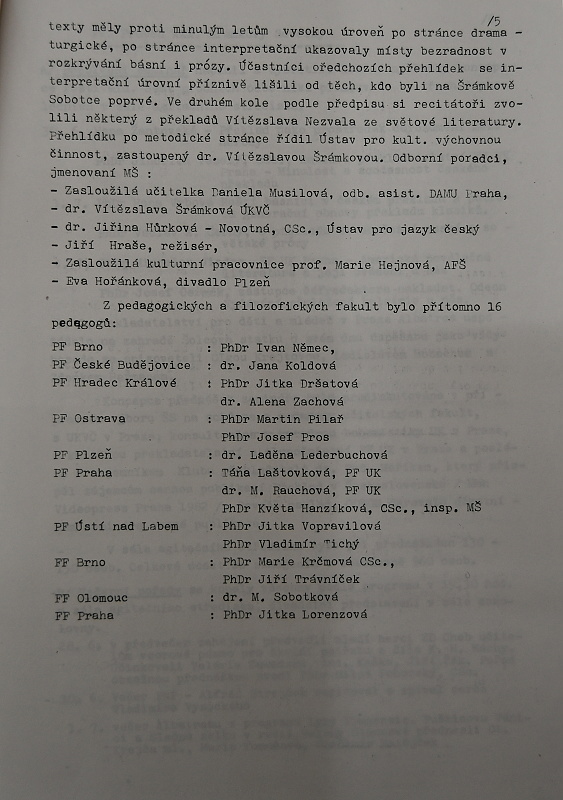 /5
texty měly proti minulým letům vysokou úroveň po stránce drama -
turgické, po stránce interpretační ukazovaly místy bezradnost v
rozkrývání básní i prózy. Účastníci oředchozích přehlídek se in-
terpretační úrovní příznivě lišili od těch, kdo byli na Šrámkově
Sobotce poprvé. Ve druhém kole podle předpisu si recitátoři zvo-
lili některý z překladů Vítězslava Nezvala ze světové literatury.
Přehlídku po metodické stránce řídil Ústav pro kult. výchovnou
činnost, zastoupený dr. Vítězslavou Šrámkovou. Odborní poradci,
jmenovaní MŠ :
- Zasloužilá učitelka Daniela Musilová, odb. asist. DAMU Praha,
- dr. Vítězslava Šrámková ÚKVČ
- dr. Jiřina Hůrková - Novotná, CSc., Ústav pro jazyk český
- Jiří Hraše, režisér,
- Zasloužilá kulturní pracovnice prof. Marie Hejnová, AFŠ
- Eva Hořánková, divadlo Plzeň
Z pedagogických a filozofických fakult bylo přítomno 16
pedagogů:
PF Brno : PhDr Ivan Němec,
PF České Budějovice : dr. Jana Koldová
PF Hradec Králové : PhDr Jitka Dršatová
dr. Alena Zachová
PF Ostrava : PhDr Martin Pilař
PhDr Josef Pros
PF Plzeň : dr. Laděna Lederbuchová
PF Praha : Táňa Laštovková, PF UK
dr. M. Rauchová, PF UK
PhDr Květa Hanzíková, CSc., insp. MŠ
PF Ústí nad Labem : PhDr Jitka Vopravilová
PhDr Vladimír Tichý
FF Brno : PhDr Marie Krčmová CSc.,
PhDr Jiří Trávníček
FF Olomouc : dr. M. Sobotková
FF Praha : PhDr Jitka Lorenzová